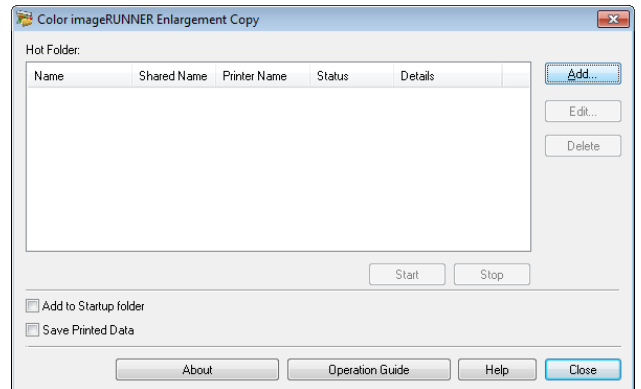 Color imageRUNNER Enlargement Copy
Hot Folder:
Name Shared Name Printer Name Status Details
Add...
Edit...
Delete
Start Stop
Add to Startup folder
Save Printed Data
About Operation Guide Help Close